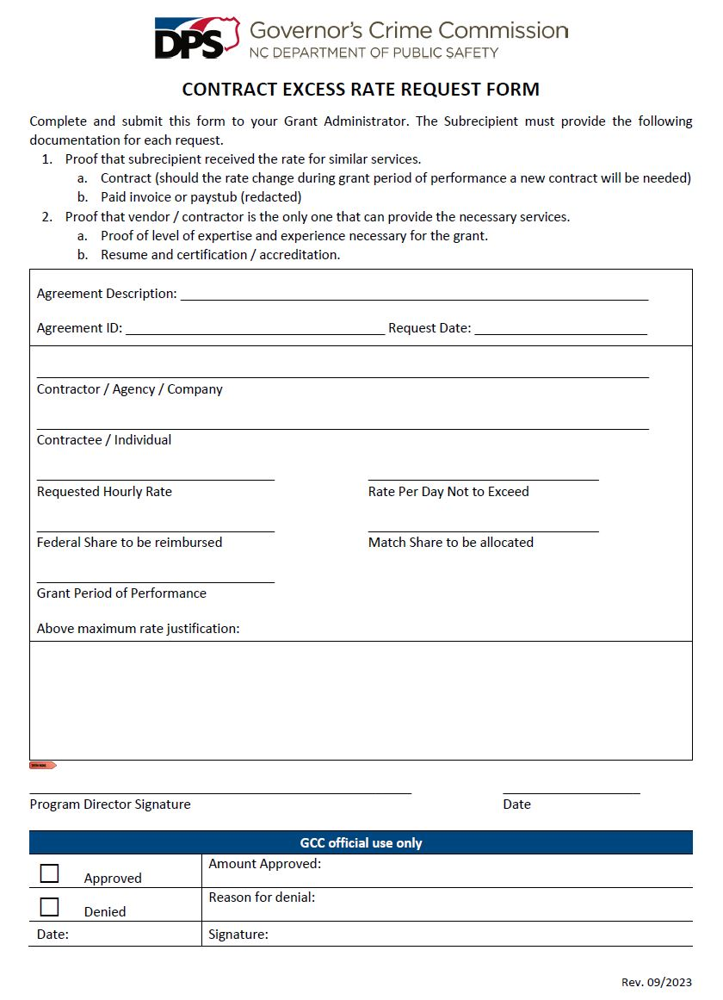 DPS
Governor's Crime Commission
NC DEPARTMENT OF PUBLIC SAFETY
CONTRACT EXCESS RATE REQUEST FORM
Complete and submit this form to your Grant Administrator. The Subrecipient must provide the following
documentation for each request.
1. Proof that subrecipient received the rate for similar services.
a. Contract (should the rate change during grant period of performance a new contract will be needed)
b. Paid invoice or paystub (redacted)
2. Proof that vendor / contractor is the only one that can provide the necessary services.
a. Proof of level of expertise and experience necessary for the grant.
b. Resume and certification / accreditation.
Agreement Description:
Agreement ID: Request Date:
Contractor / Agency / Company
Contractee / Individual
Requested Hourly Rate Rate Per Day Not to Exceed
Federal Share to be reimbursed Match Share to be allocated
Grant Period of Performance
Above maximum rate justification:
Program Director Signature Date
GCC official use only
Approved Amount Approved:
Denied Reason for denial:
Date: Signature:
Rev. 09/2023